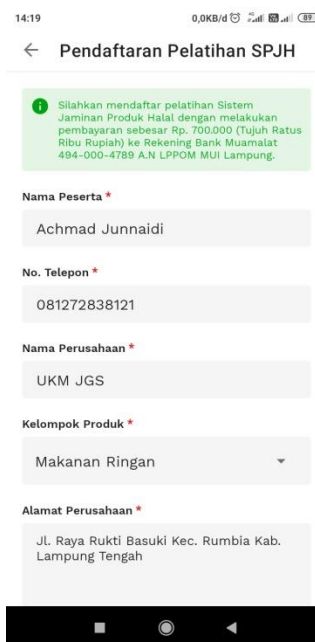 14:19
0,0KB/d
89
Pendaftaran Pelatihan SPJH
Silahkan mendaftar pelatihan Sistem
Jaminan Produk Halal dengan melakukan
pembayaran sebesar Rp. 700.000 (Tujuh Ratus
Ribu Rupiah) ke Rekening Bank Muamalat
494-000-4789 A.N LPPOM MUI Lampung.
Nama Peserta *
Achmad Junnaidi
No. Telepon *
081272838121
Nama Perusahaan *
UKM JGS
Kelompok Produk *
Makanan Ringan
Alamat Perusahaan *
Jl. Raya Rukti Basuki Kec. Rumbia Kab.
Lampung Tengah